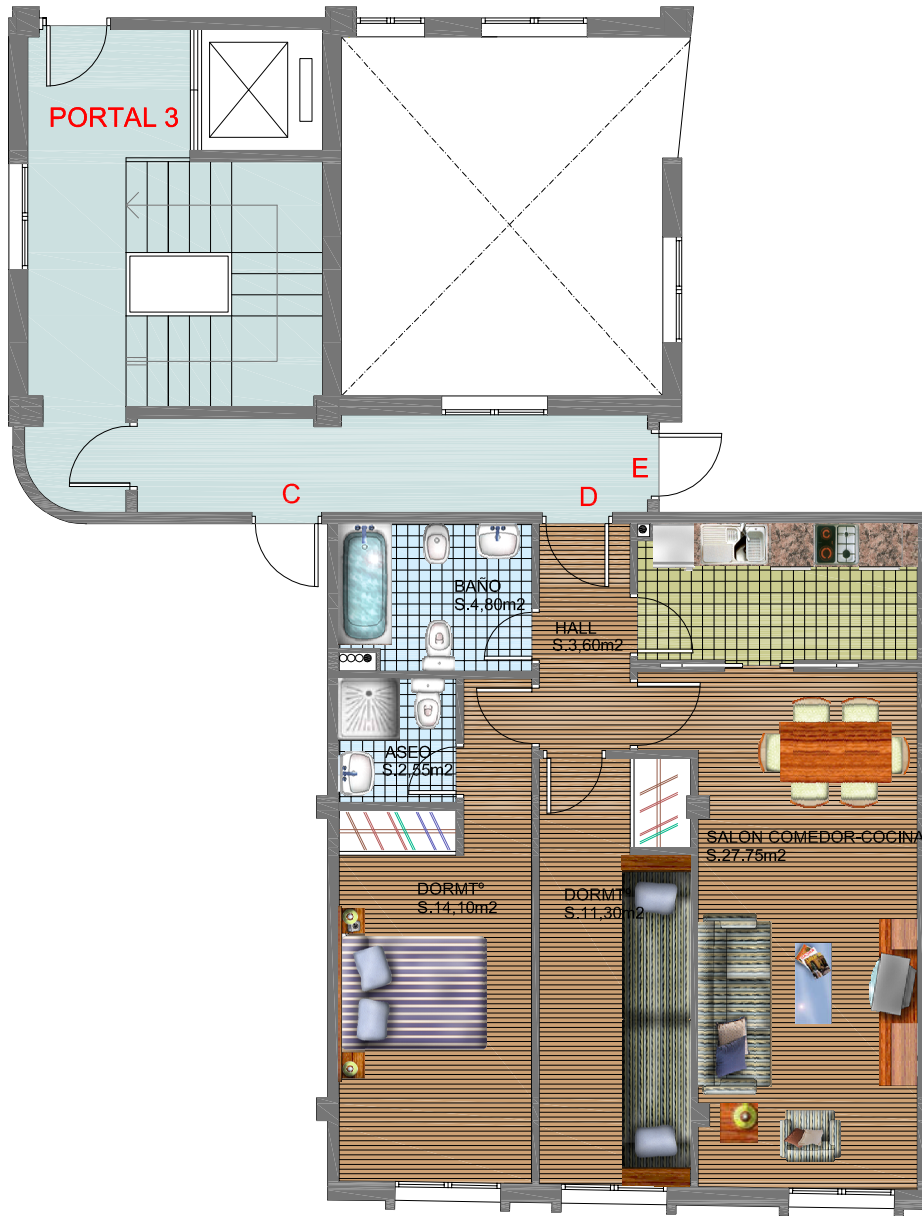 PORTAL 3
C
D
E
BAÑO
S.4,80m2
HALL
S.3,60m2
ASEO
S.2,55m2
SALON COMEDOR-COCINA
S.27.75m2
DORMTº
S.14,10m2
DORMTº
S.11,30m2